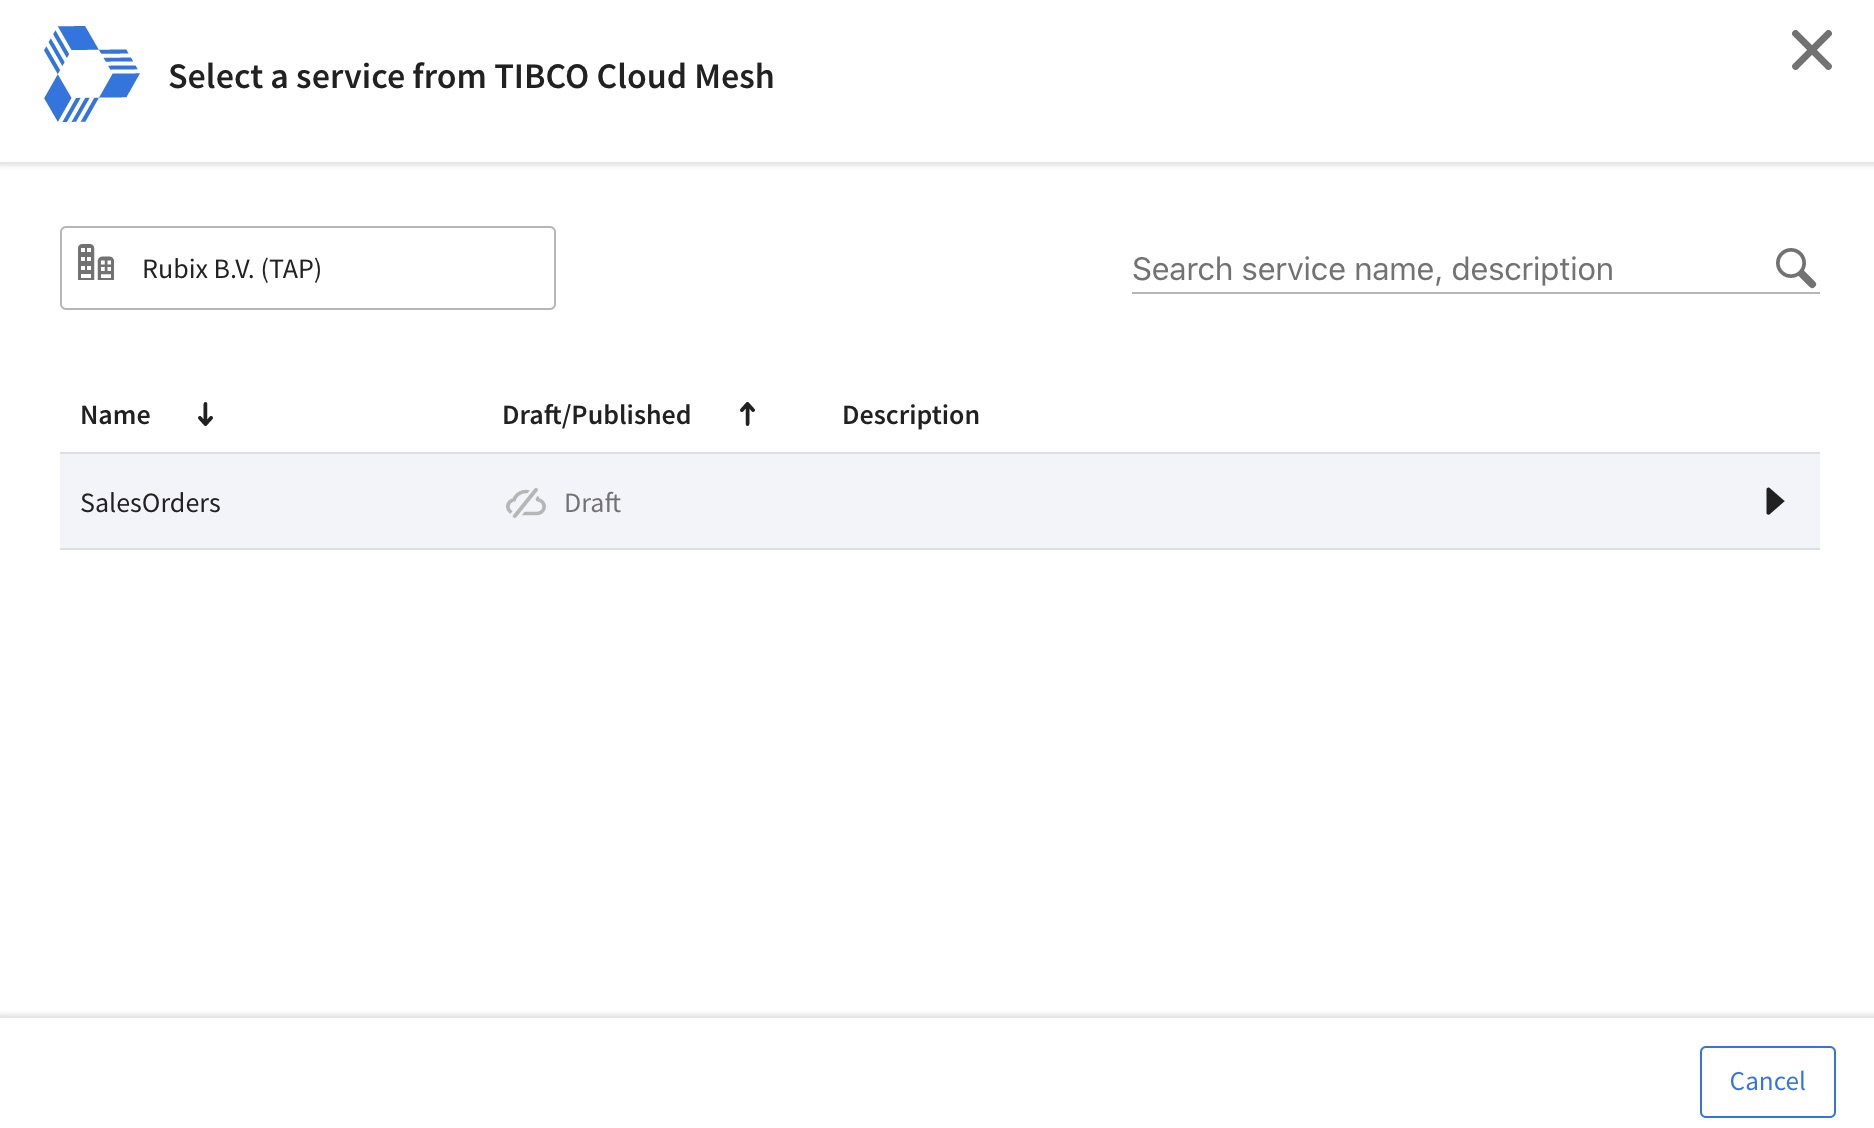 Select a service from TIBCO Cloud Mesh
Rubix B.V. (TAP)
Search service name, description
Name Draft/Published Description
SalesOrders Draft
Cancel